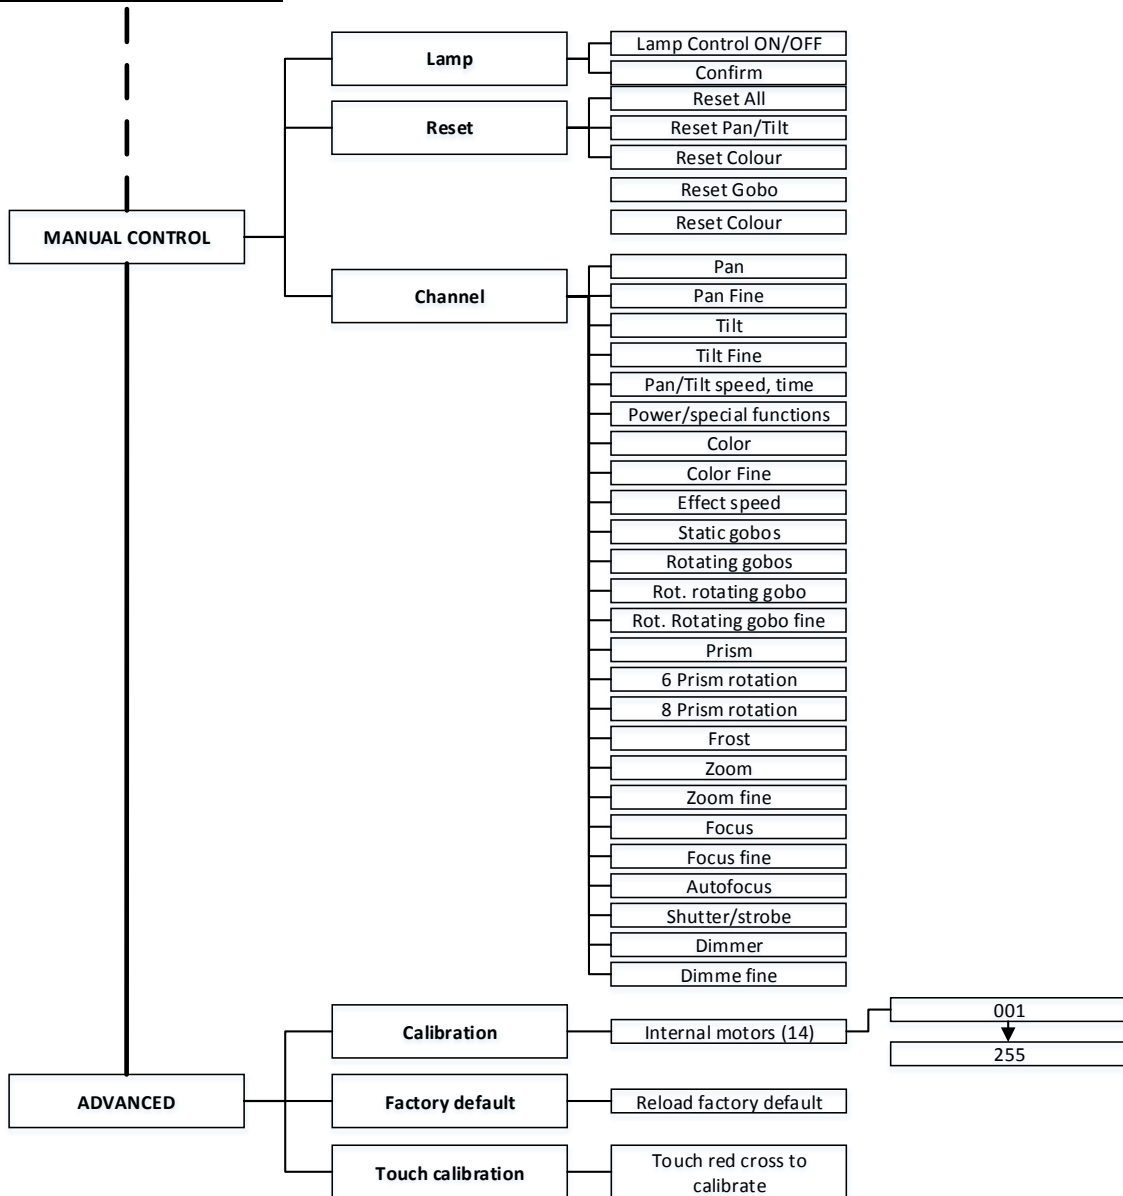 Lamp
Lamp Control ON/OFF
Confirm
Reset
Reset All
Reset Pan/Tilt
Reset Colour
Reset Gobo
Reset Colour
MANUAL CONTROL
Channel
Pan
Pan Fine
Tilt
Tilt Fine
Pan/Tilt speed, time
Power/special functions
Color
Color Fine
Effect speed
Static gobos
Rotating gobos
Rot. rotating gobo
Rot. Rotating gobo fine
Prism
6 Prism rotation
8 Prism rotation
Frost
Zoom
Zoom fine
Focus
Focus fine
Autofocus
Shutter/strobe
Dimmer
Dimme fine
Calibration
Internal motors (14)
001
255
ADVANCED
Factory default
Reload factory default
Touch calibration
Touch red cross to
calibrate